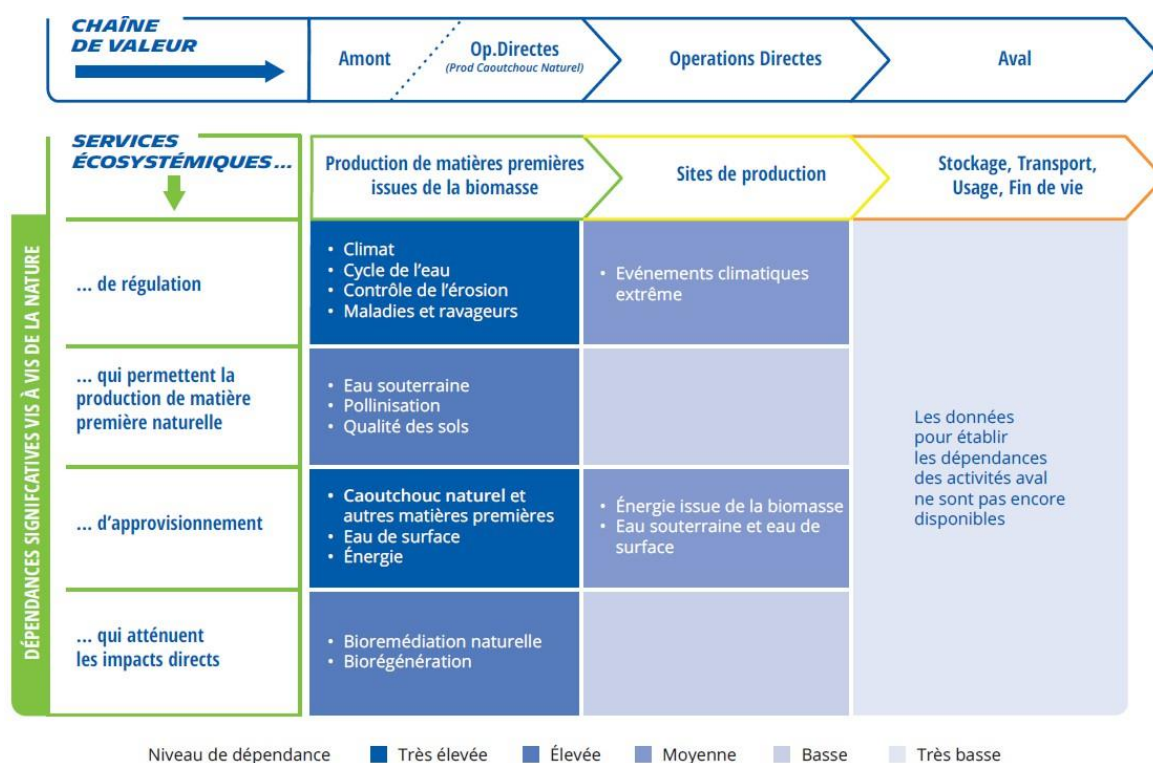 CHAÎNE
DE VALEUR
Amont
Op.Directes
(Prod Caoutchouc Naturel)
Operations Directes
Aval
SERVICES
ÉCOSYSTÉMIQUES...
Production de matières premières
issues de la biomasse
Sites de production
Stockage, Transport,
Usage, Fin de vie
DÉPENDANCES SIGNIFCATIVES VIS À VIS DE LA NATURE
... de régulation
• Climat
• Cycle de l'eau
• Contrôle de l'érosion
• Maladies et ravageurs
• Evénements climatiques
extrême
... qui permettent la
production de matière
première naturelle
• Eau souterraine
• Pollinisation
• Qualité des sols
... d'approvisionnement
• Caoutchouc naturel et
autres matières premières
• Eau de surface
• Énergie
• Énergie issue de la biomasse
• Eau souterraine et eau de
surface
... qui atténuent
les impacts directs
• Bioremédiation naturelle
• Biorégénération
Les données
pour établir
les dépendances
des activités aval
ne sont pas encore
disponibles
Niveau de dépendance
Très élevée
Élevée
Moyenne
Basse
Très basse